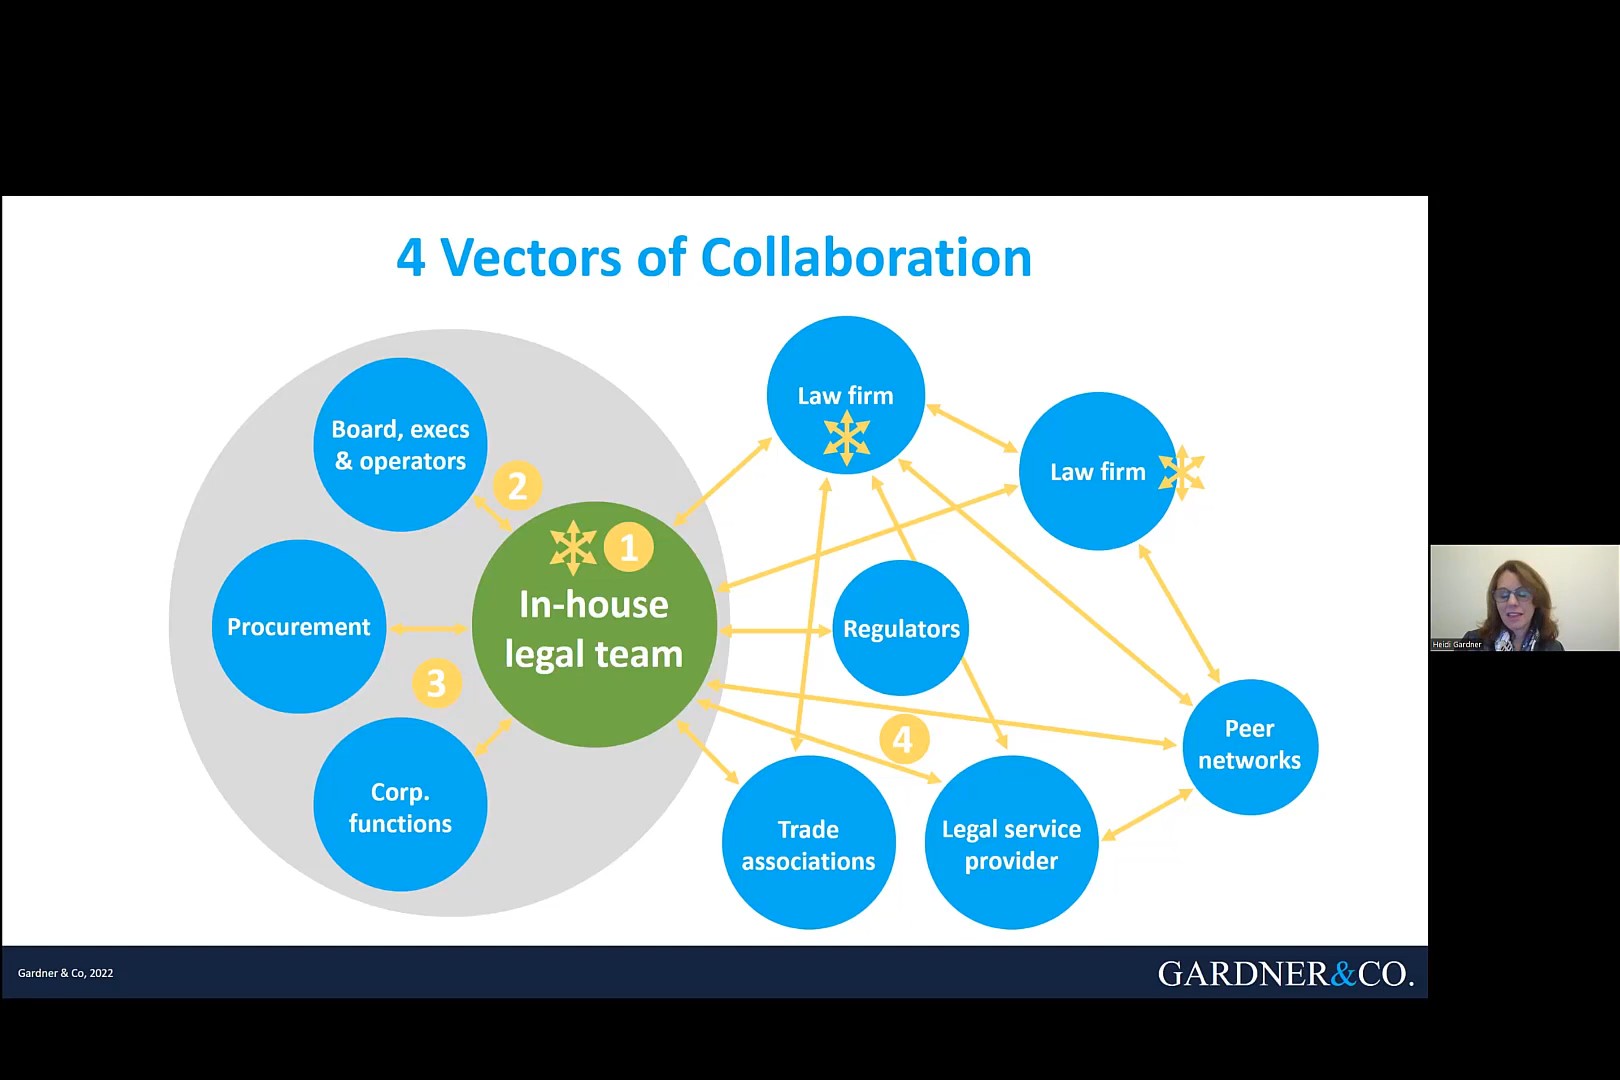 4 Vectors of Collaboration
Board, execs
& operators
2
1
In-house
legal team
Procurement
3
Corp.
functions
Law firm
Law firm
Regulators
4
Peer
networks
Trade
associations
Legal service
provider
Heidi Gardner
Gardner & Co, 2022
GARDNER&CO.